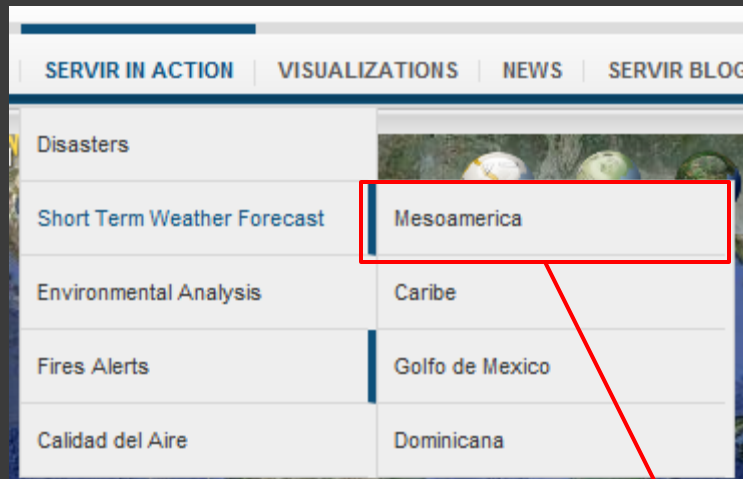 SERVIR IN ACTION VISUALIZATIONS NEWS SERVIR BLOG
Disasters
Short Term Weather Forecast
Environmental Analysis
Fires Alerts
Calidad del Aire
Mesoamerica
Caribe
Golfo de Mexico
Dominicana